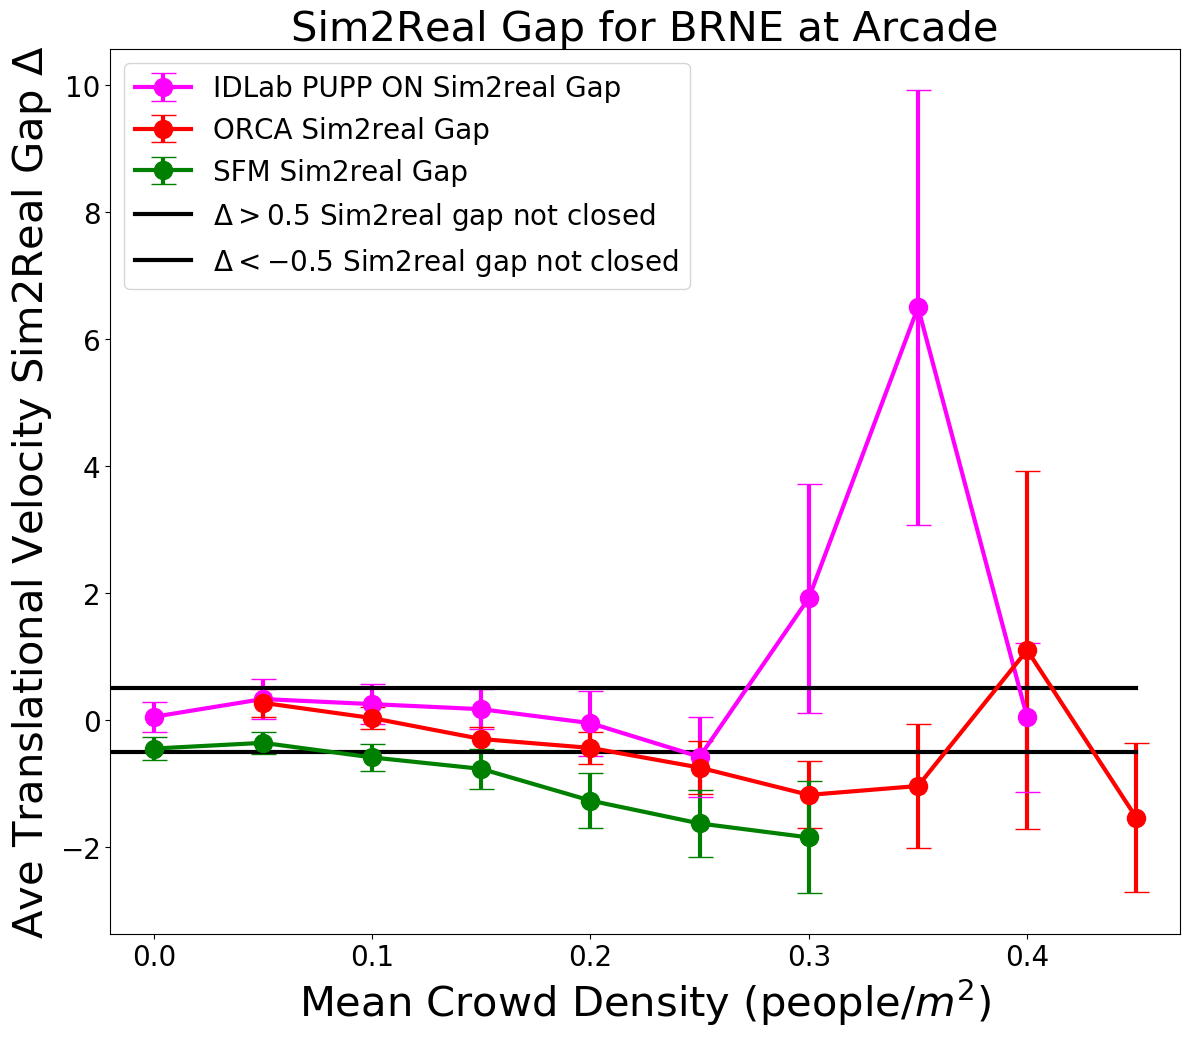 Sim2Real Gap for BRNE at Arcade
Ave Translational Velocity Sim2Real Gap Δ
IDLab PUPP ON Sim2real Gap
ORCA Sim2real Gap
SFM Sim2real Gap
Δ > 0.5 Sim2real gap not closed
Δ < −0.5 Sim2real gap not closed
10
8
6
4
2
0
−2
0.0 0.1 0.2 0.3 0.4
Mean Crowd Density (people/m²)